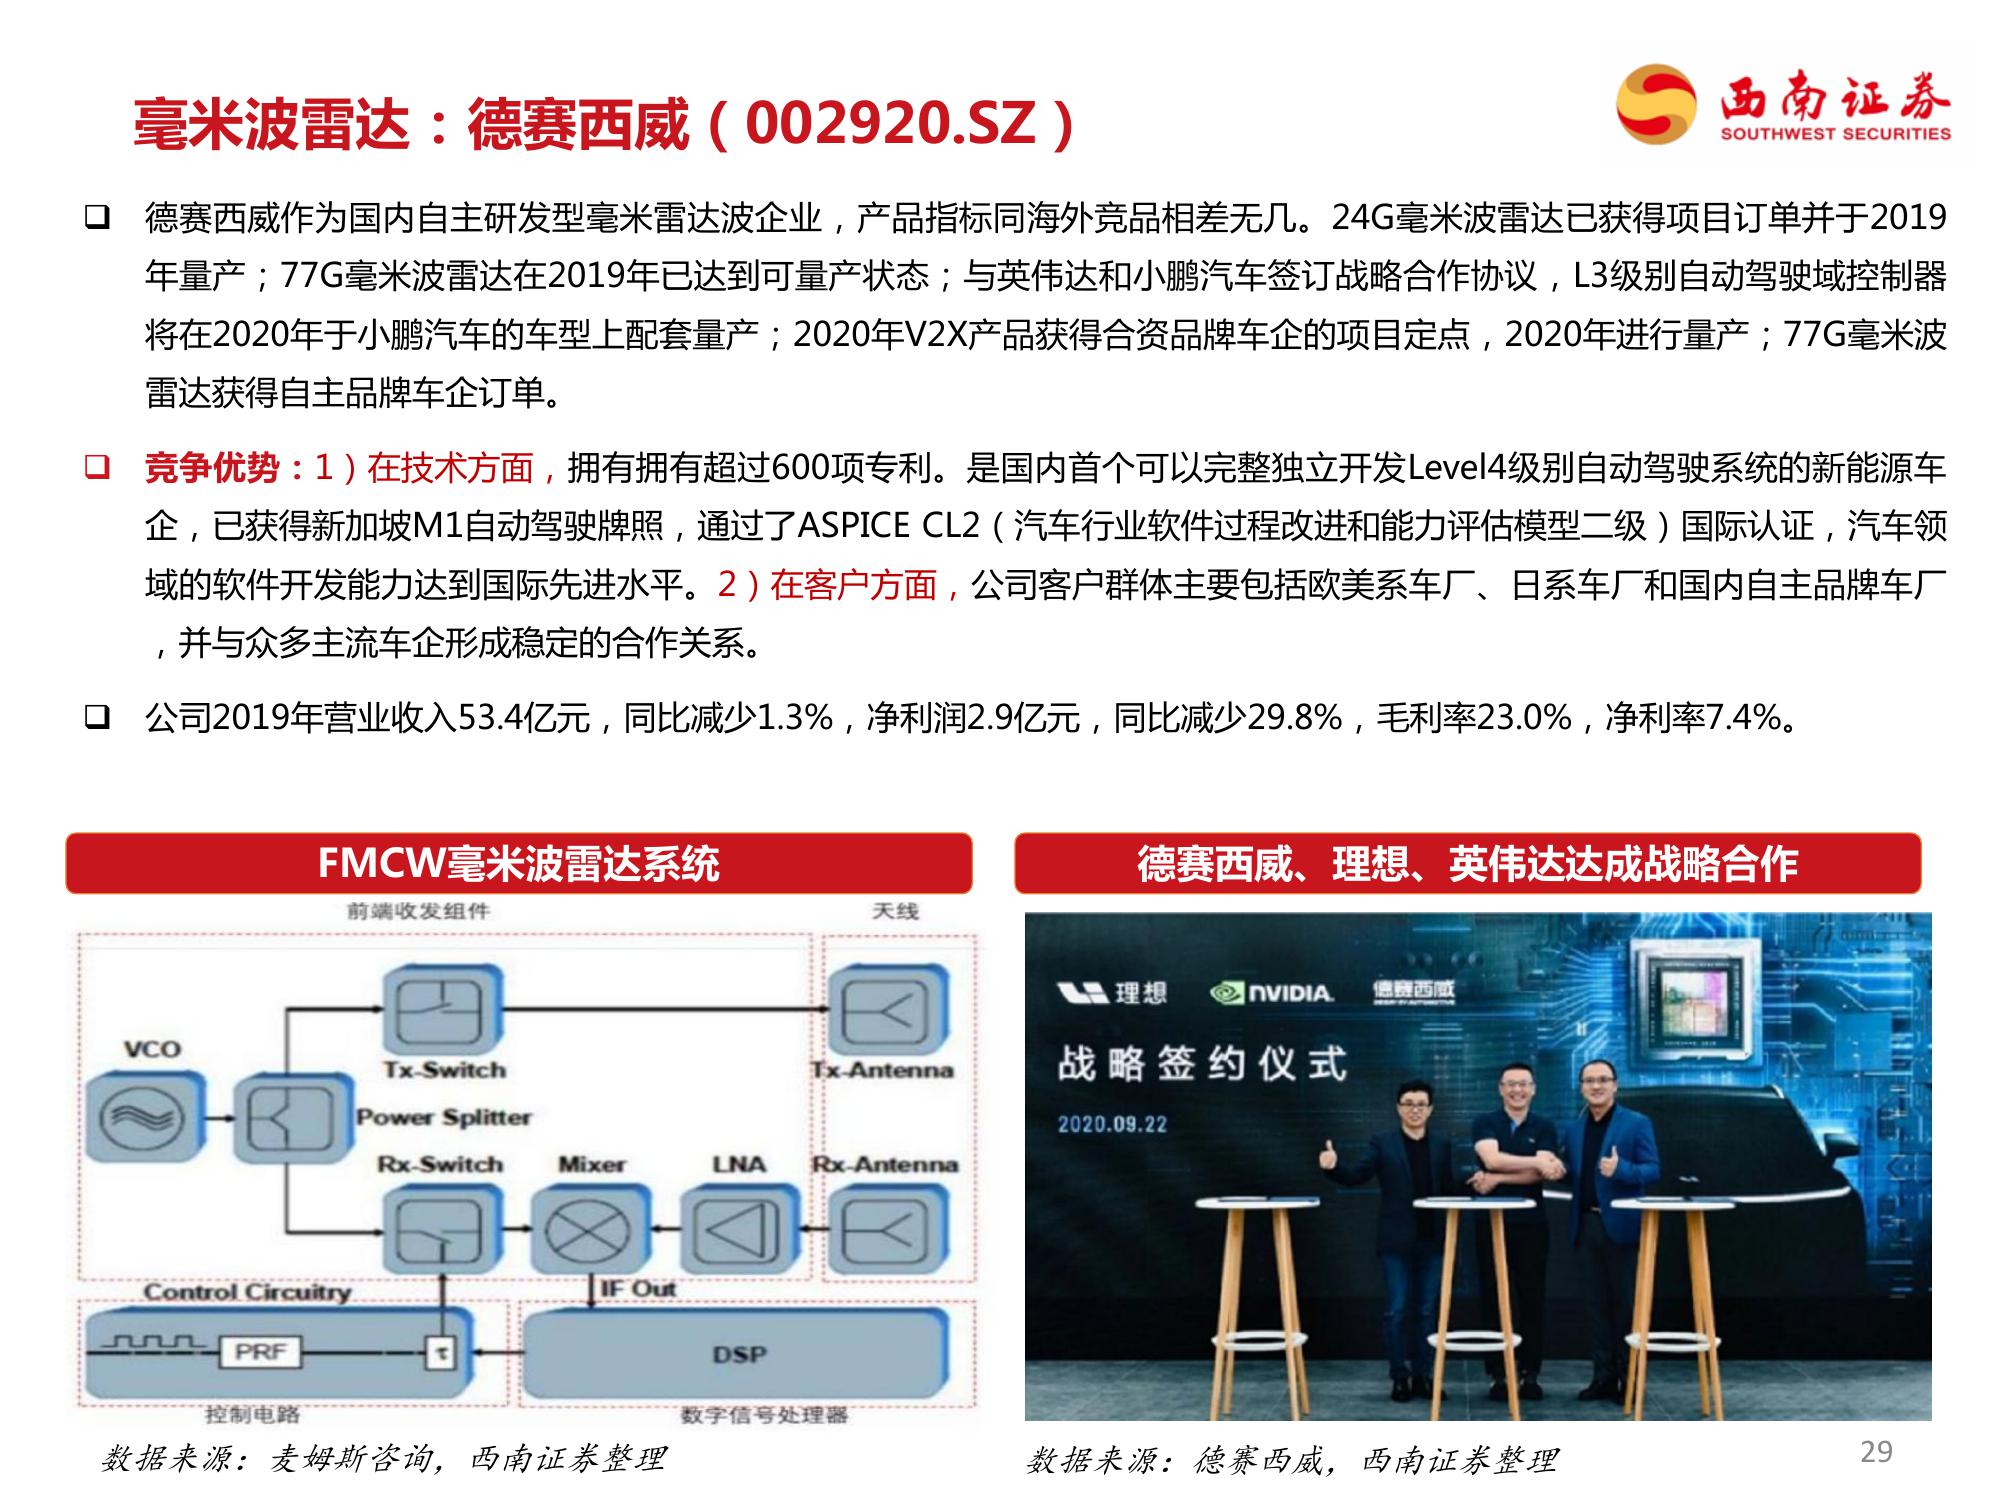 毫米波雷达：德赛西威（002920.SZ）
西南证券
SOUTHWEST SECURITIES
❑ 德赛西威作为国内自主研发型毫米雷达波企业，产品指标同海外竞品相差无几。24G毫米波雷达已获得项目订单并于2019
年量产；77G毫米波雷达在2019年已达到可量产状态；与英伟达和小鹏汽车签订战略合作协议，L3级别自动驾驶域控制器
将在2020年于小鹏汽车的车型上配套量产；2020年V2X产品获得合资品牌车企的项目定点，2020年进行量产；77G毫米波
雷达获得自主品牌车企订单。
❑ 竞争优势：1）在技术方面，拥有拥有超过600项专利。是国内首个可以完整独立开发Level4级别自动驾驶系统的新能源车
企，已获得新加坡M1自动驾驶牌照，通过了ASPICE CL2（汽车行业软件过程改进和能力评估模型二级）国际认证，汽车领
域的软件开发能力达到国际先进水平。2）在客户方面，公司客户群体主要包括欧美系车厂、日系车厂和国内自主品牌车厂
，并与众多主流车企形成稳定的合作关系。
❑ 公司2019年营业收入53.4亿元，同比减少1.3%，净利润2.9亿元，同比减少29.8%，毛利率23.0%，净利率7.4%。
FMCW毫米波雷达系统
前端收发组件
天线
VCO
Tx-Switch
Tx-Antenna
Power Splitter
Rx-Switch
Mixer
LNA
Rx-Antenna
Control Circuitry
IF Out
PRF
τ
DSP
控制电路
数字信号处理器
数据来源：麦姆斯咨询，西南证券整理
德赛西威、理想、英伟达达成战略合作
理想
NVIDIA.
德赛西威
战略签约仪式
2020.09.22
数据来源：德赛西威，西南证券整理
29